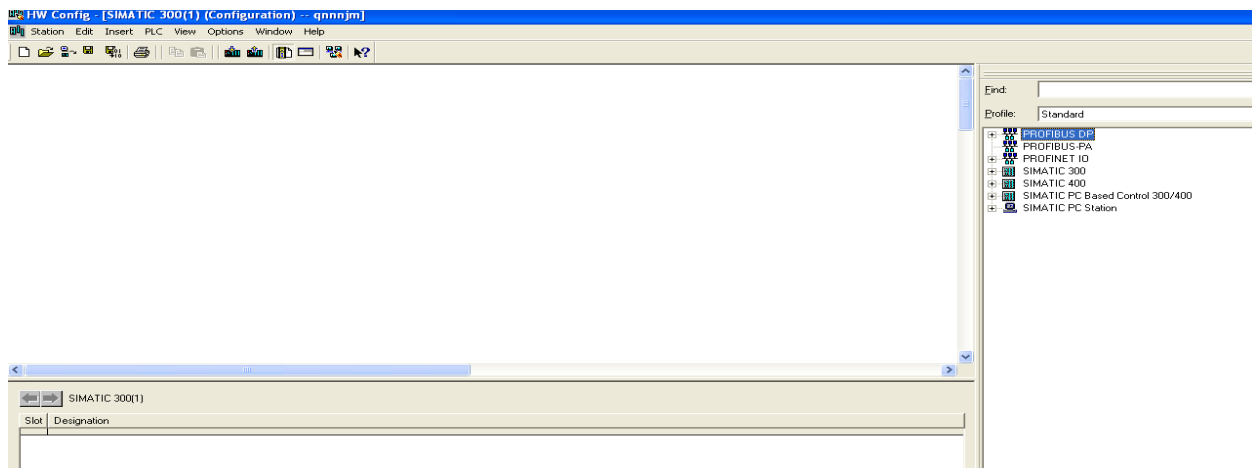 HW Config - [SIMATIC 300(1) (Configuration) -- qnnnjm]
Station Edit Insert PLC View Options Window Help
Find:
Profile: Standard
PROFIBUS DP
PROFIBUS-PA
PROFINET IO
SIMATIC 300
SIMATIC 400
SIMATIC PC Based Control 300/400
SIMATIC PC Station
SIMATIC 300(1)
Slot Designation